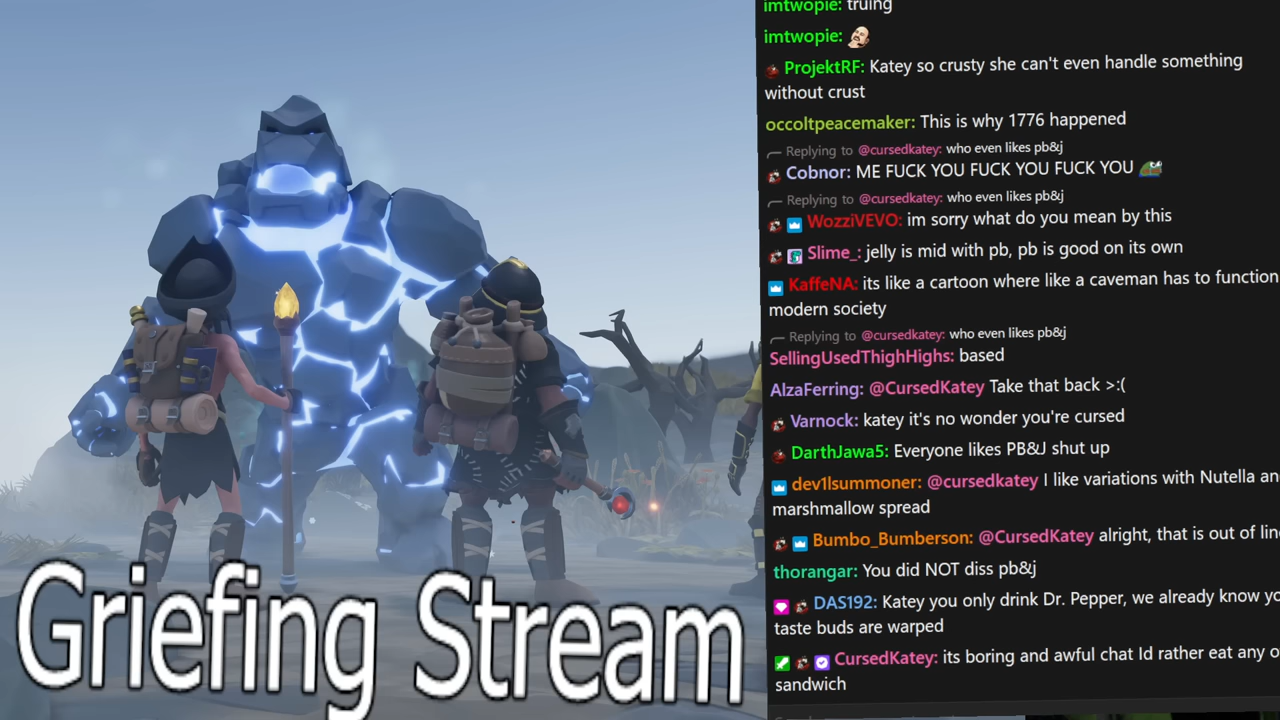 imtwopie: truing
imtwopie:
ProjektRF: Katey so crusty she can't even handle something
without crust
occoltpeacemaker: This is why 1776 happened
Replying to @cursedkatey: who even likes pb&j
Cobnor: ME FUCK YOU FUCK YOU FUCK YOU
Replying to @cursedkatey: who even likes pb&j
WozziVEVO: im sorry what do you mean by this
Slime_: jelly is mid with pb, pb is good on its own
KaffeNA: its like a cartoon where like a caveman has to function
modern society
Replying to @cursedkatey: who even likes pb&j
SellingUsedThighHighs: based
AlzaFerring: @CursedKatey Take that back >:(
Varnock: katey it's no wonder you're cursed
DarthJawa5: Everyone likes PB&J shut up
dev1lsummoner: @cursedkatey I like variations with Nutella an
marshmallow spread
Bumbo_Bumberson: @CursedKatey alright, that is out of line
thorangar: You did NOT diss pb&j
DAS192: Katey you only drink Dr. Pepper, we already know yo
taste buds are warped
CursedKatey: its boring and awful chat Id rather eat any o
sandwich
Griefing Stream